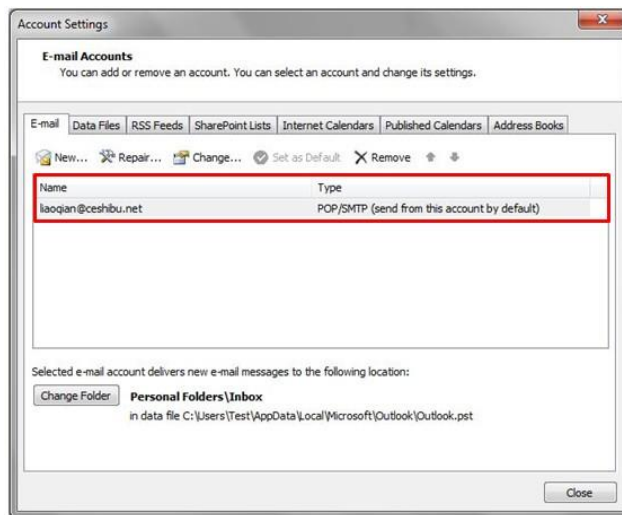 Account Settings
E-mail Accounts
You can add or remove an account. You can select an account and change its settings.
E-mail Data Files RSS Feeds SharePoint Lists Internet Calendars Published Calendars Address Books
New... Repair... Change... Set as Default Remove
Name Type
liaoqian@ceshibu.net POP/SMTP (send from this account by default)
Selected e-mail account delivers new e-mail messages to the following location:
Change Folder Personal Folders\Inbox
in data file C:\Users\Test\AppData\Local\Microsoft\Outlook\Outlook.pst
Close